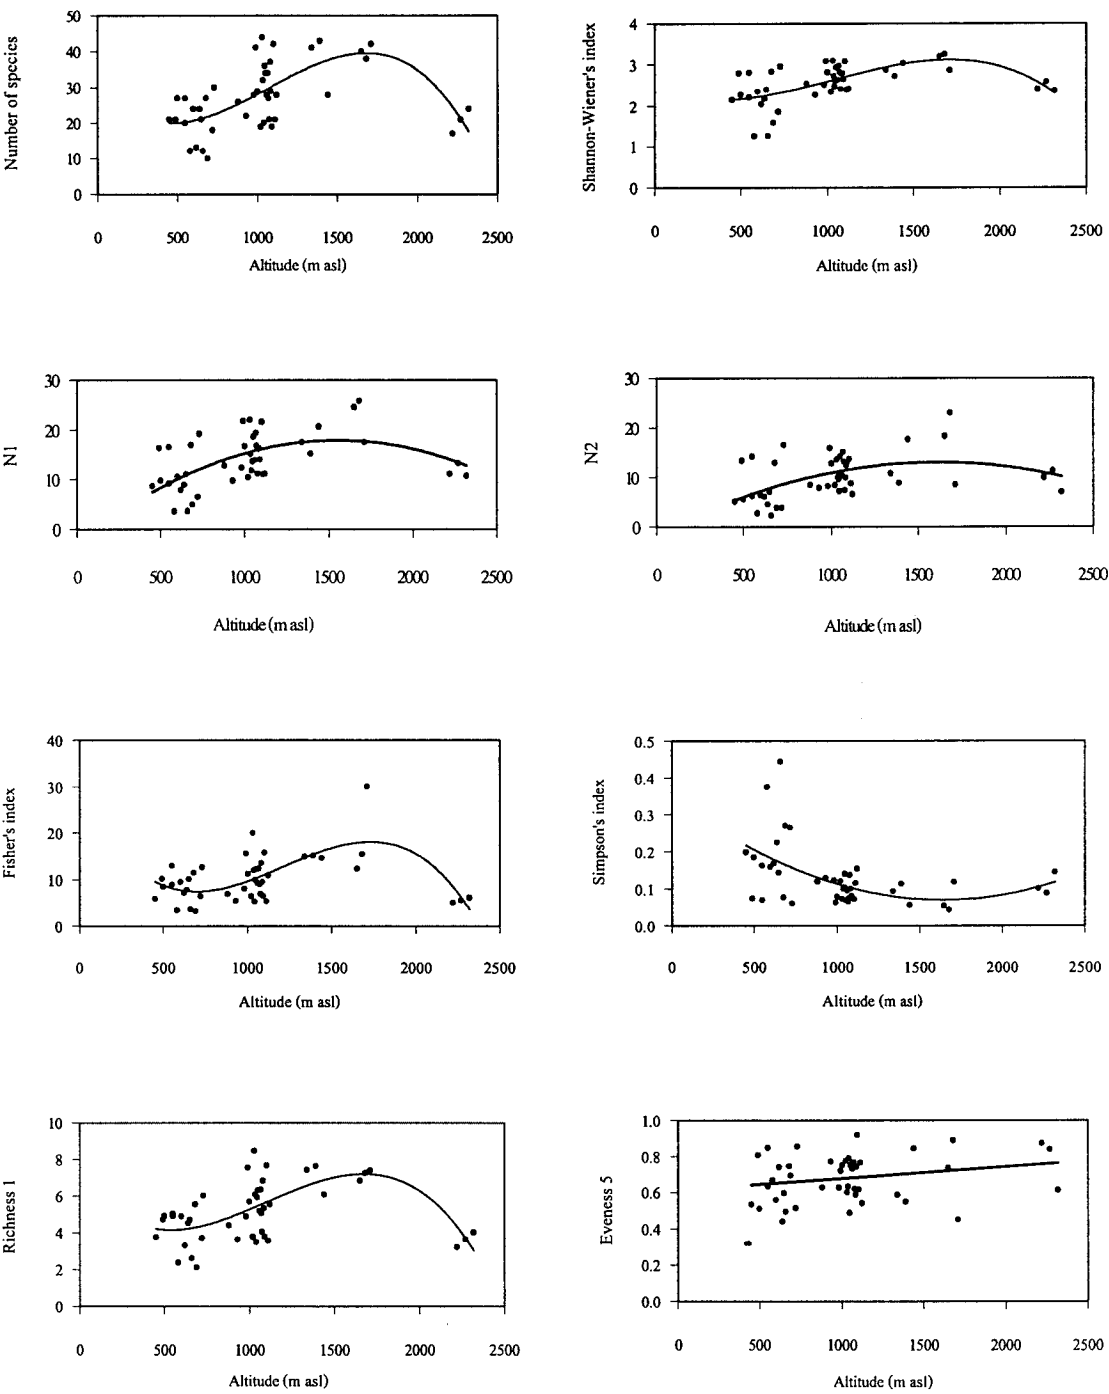 50
40
30
20
10
0
Number of species
0 500 1000 1500 2000 2500
Altitude (m asl)
4
3
2
1
0
Shannon-Wiener's index
0 500 1000 1500 2000 2500
Altitude (m asl)
30
20
10
0
N1
0 500 1000 1500 2000 2500
Altitude (m asl)
30
20
10
0
N2
0 500 1000 1500 2000 2500
Altitude (m asl)
40
30
20
10
0
Fisher's index
0 500 1000 1500 2000 2500
Altitude (m asl)
0.5
0.4
0.3
0.2
0.1
0.0
Simpson's index
0 500 1000 1500 2000 2500
Altitude (m asl)
10
8
6
4
2
0
Richness 1
0 500 1000 1500 2000 2500
Altitude (m asl)
1.0
0.8
0.6
0.4
0.2
0.0
Eveness 5
0 500 1000 1500 2000 2500
Altitude (m asl)